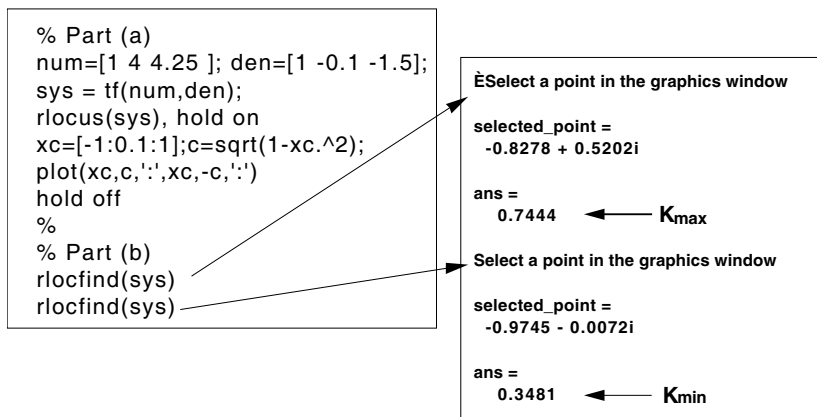 % Part (a)
num=[1 4 4.25 ]; den=[1 -0.1 -1.5];
sys = tf(num,den);
rlocus(sys), hold on
xc=[-1:0.1:1];c=sqrt(1-xc.^2);
plot(xc,c,':',xc,-c,':')
hold off
%
% Part (b)
rlocfind(sys)
rlocfind(sys)
ÈSelect a point in the graphics window
selected_point =
-0.8278 + 0.5202i
ans =
0.7444 Kmax
Select a point in the graphics window
selected_point =
-0.9745 - 0.0072i
ans =
0.3481 Kmin